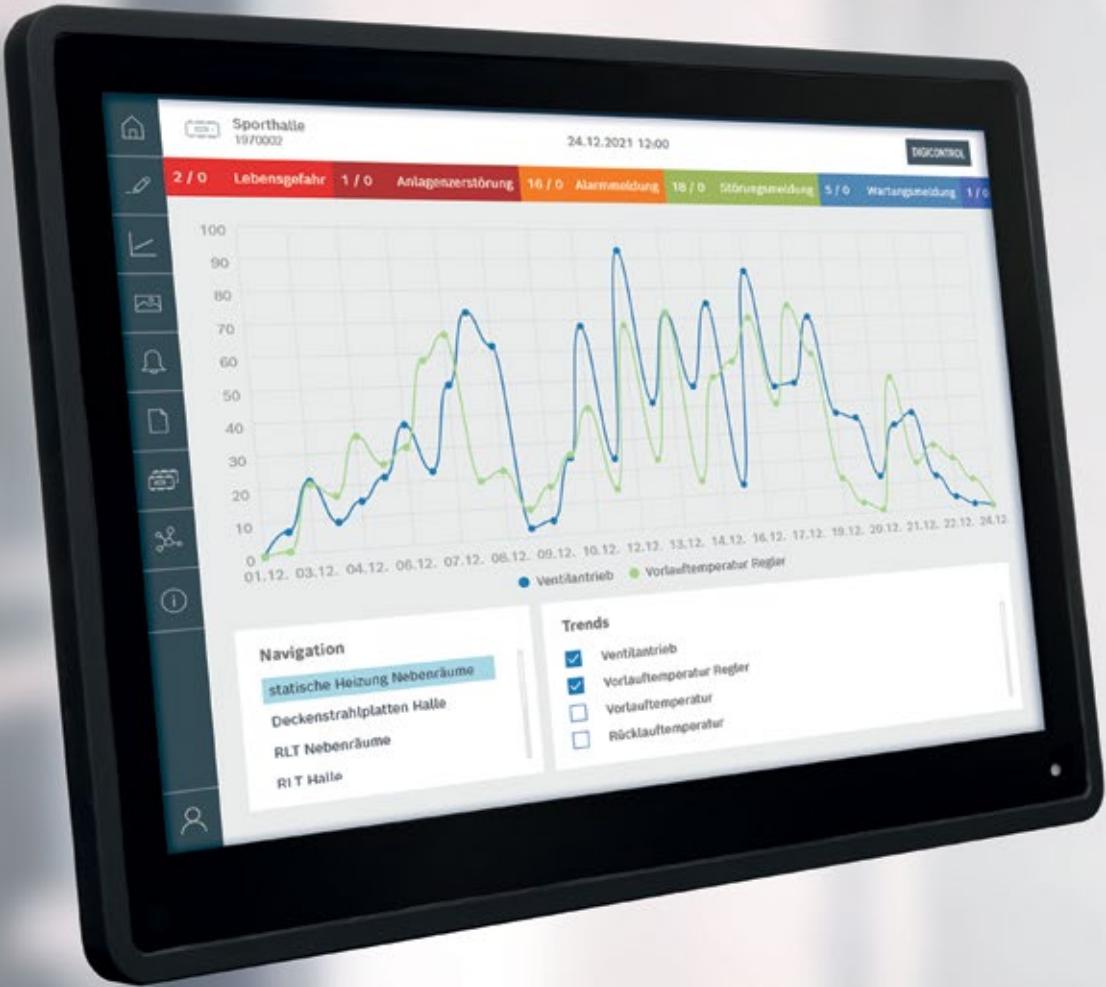 Sporthalle
1970002
24.12.2021 12:00
DIGICONTROL
2 / 0 Lebensgefahr 1 / 0 Anlagenzerstörung 16 / 0 Alarmmeldung 18 / 0 Störungsmeldung 5 / 0 Wartungsmeldung 1 / 0
100
90
80
70
60
50
40
30
20
10
0
01.12. 03.12. 04.12. 06.12. 07.12. 08.12. 09.12. 10.12. 12.12. 13.12. 14.12. 16.12. 17.12. 19.12. 20.12. 21.12. 22.12. 24.12.
Ventilantrieb Vorlauftemperatur Regler
Navigation
statische Heizung Nebenräume
Deckenstrahlplatten Halle
RLT Nebenräume
RLT Halle
Trends
Ventilantrieb
Vorlauftemperatur Regler
Vorlauftemperatur
Rücklauftemperatur